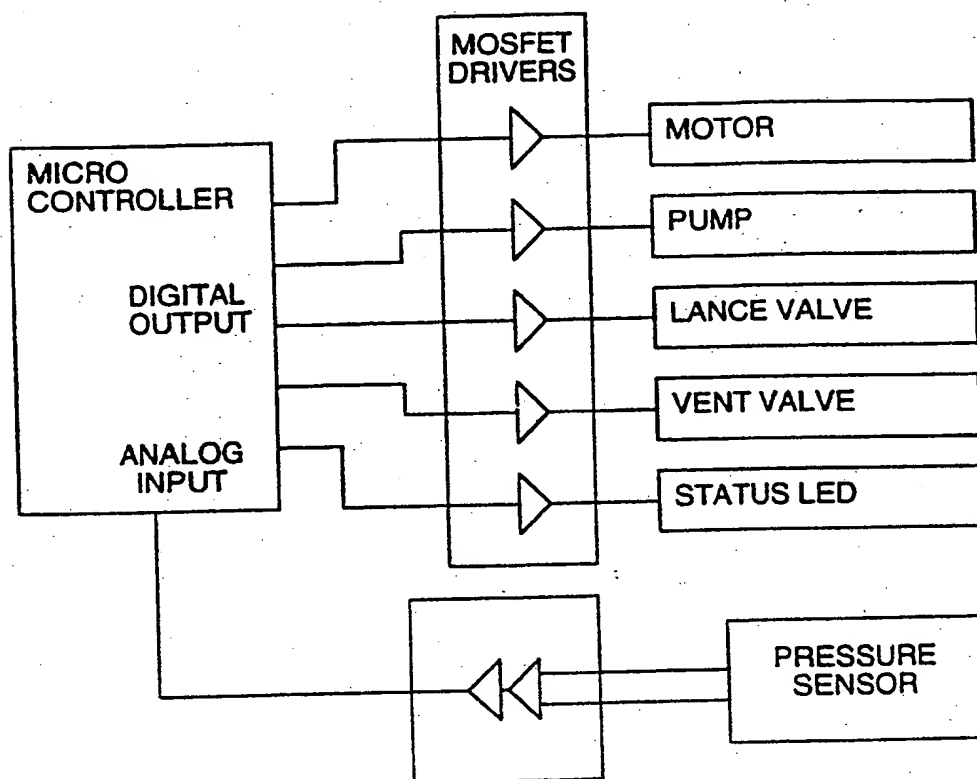 MOSFET
DRIVERS
MOTOR
MICRO
CONTROLLER
PUMP
DIGITAL
OUTPUT
LANCE VALVE
VENT VALVE
ANALOG
INPUT
STATUS LED
PRESSURE
SENSOR